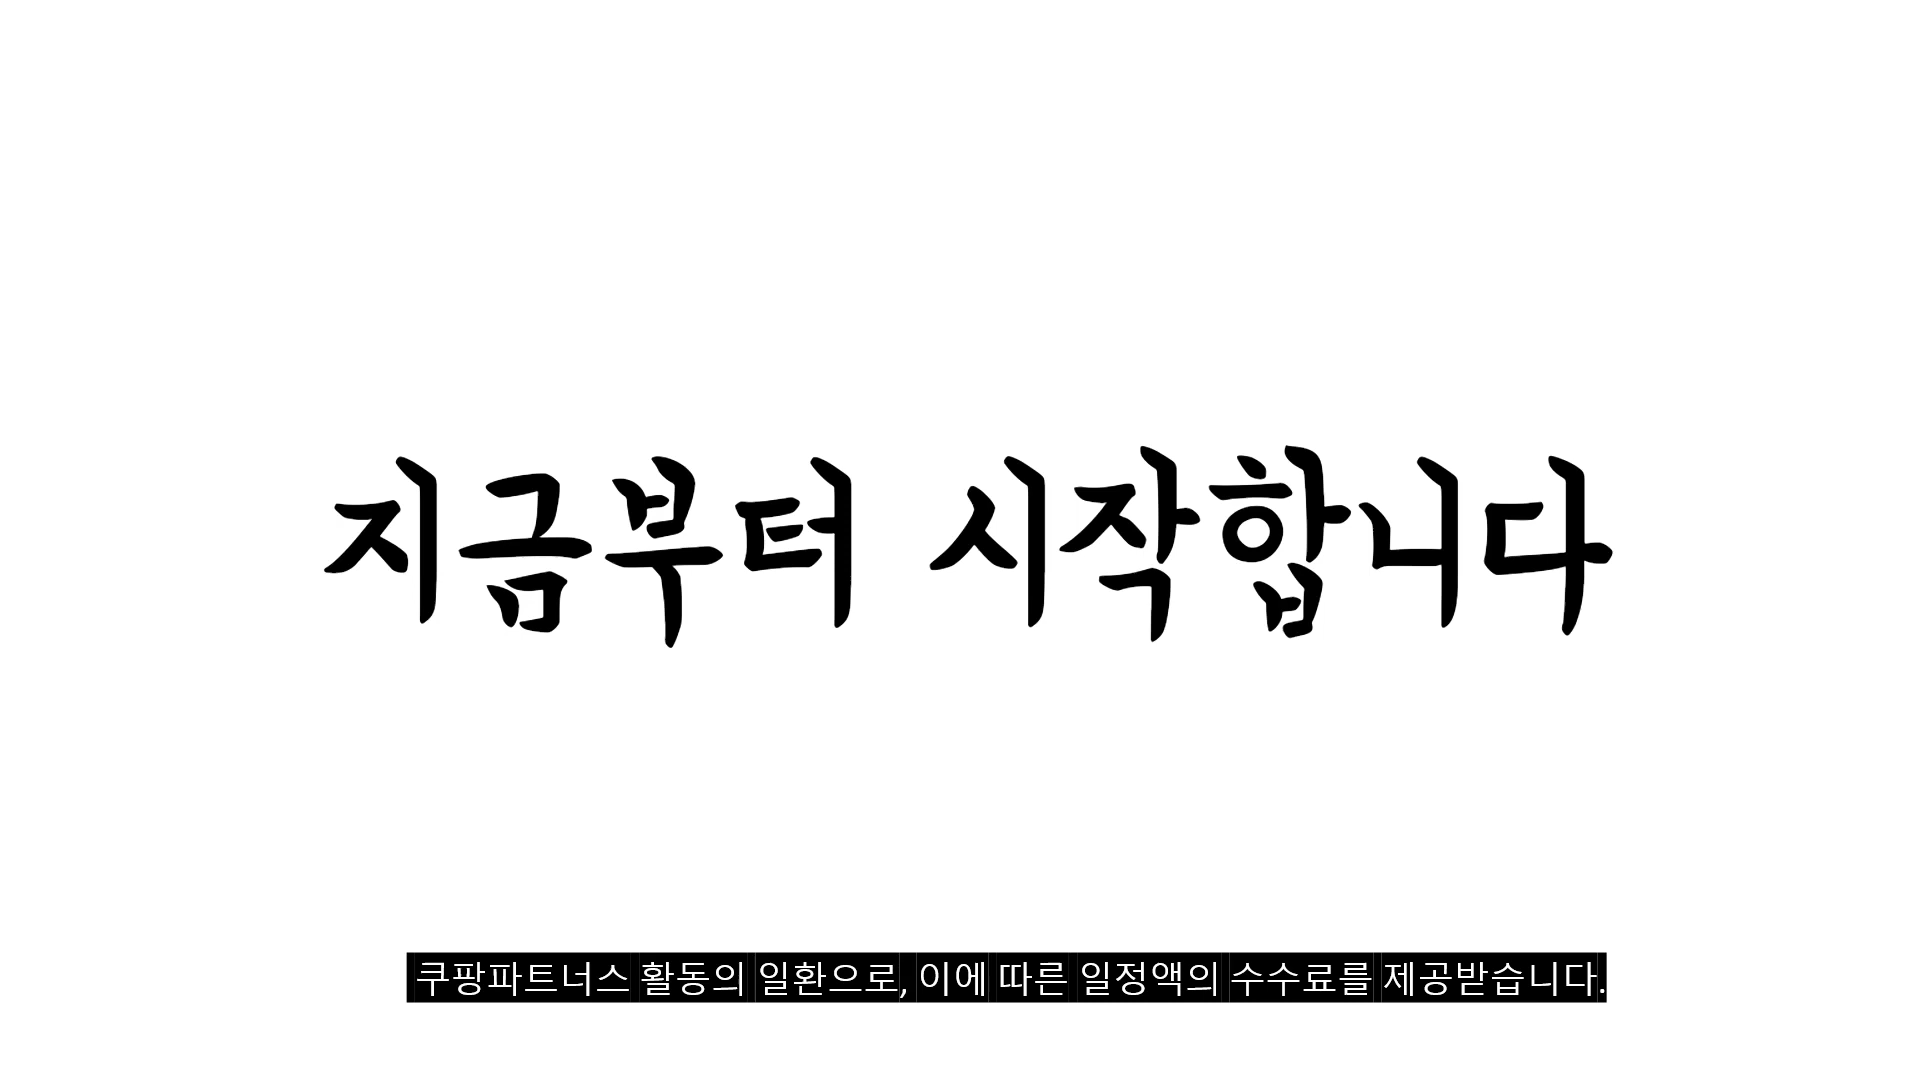 지금부터 시작합니다
쿠팡파트너스 활동의 일환으로, 이에 따른 일정액의 수수료를 제공받습니다.